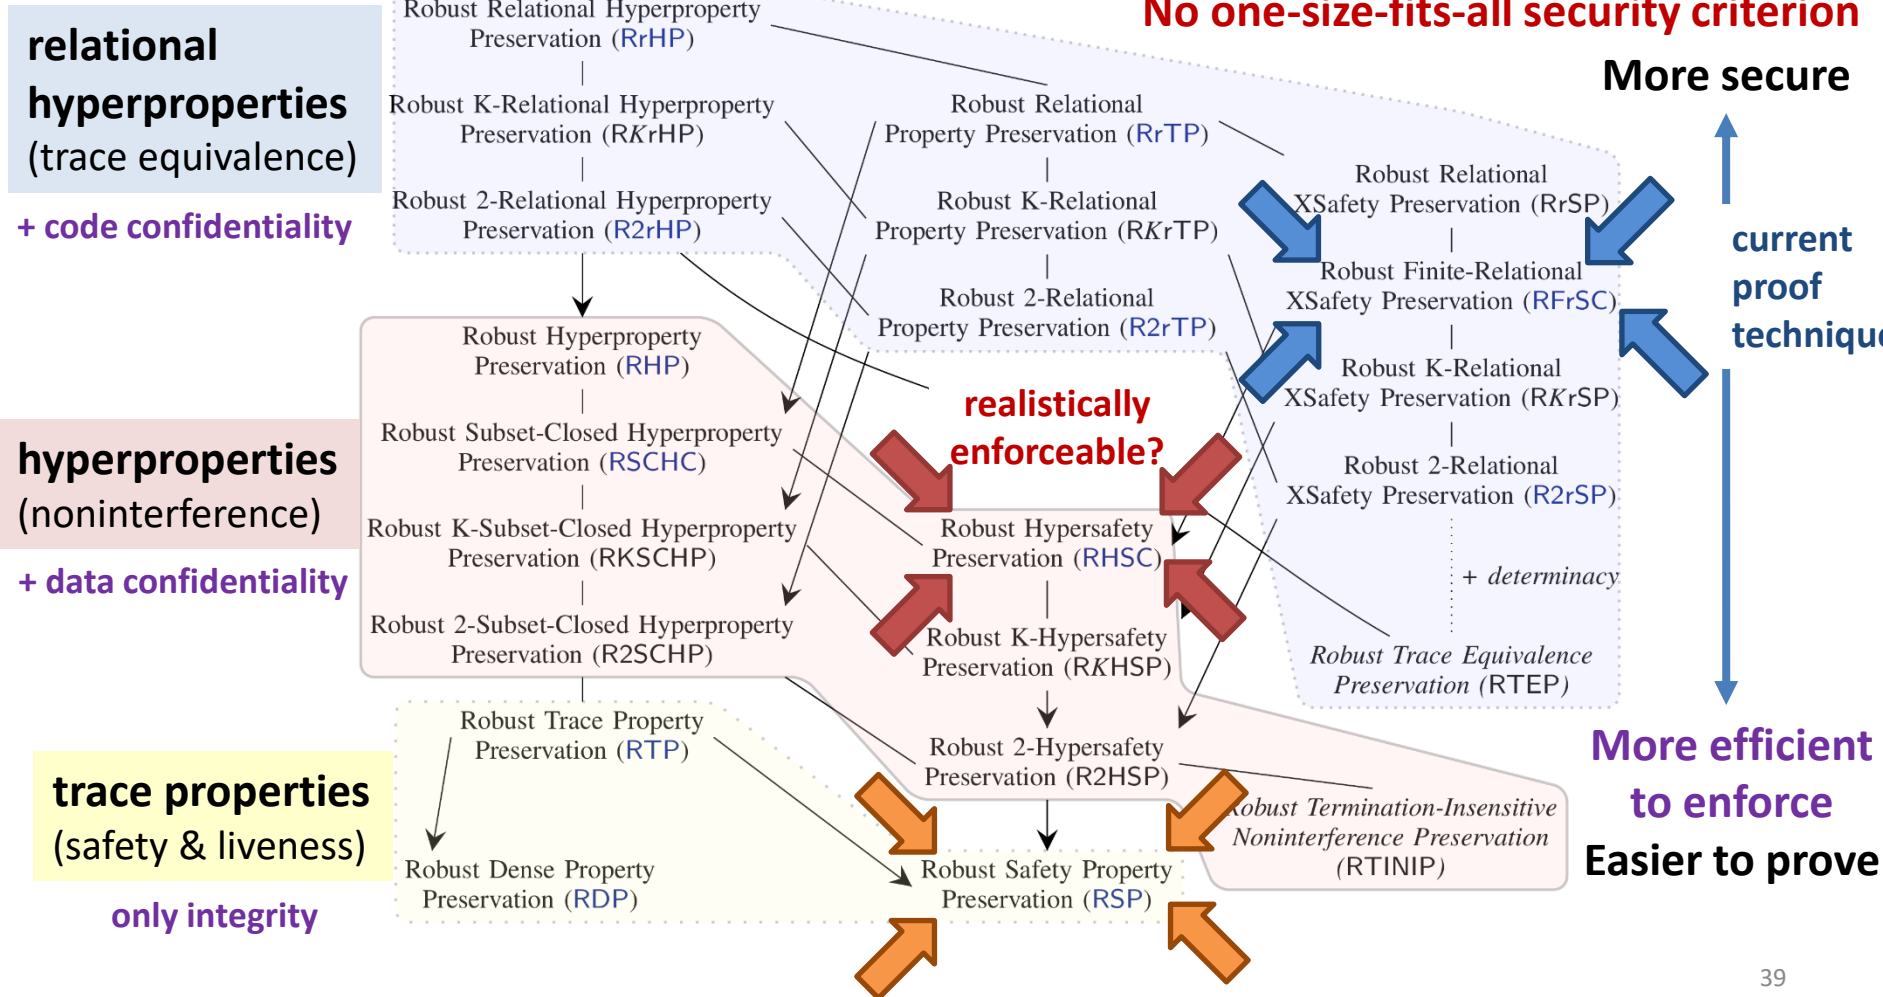 No one-size-fits-all security criterion
More secure
current
proof
More efficient
to enforce
Easier to prove
relational
hyperproperties
(trace equivalence)
+ code confidentiality
hyperproperties
(noninterference)
+ data confidentiality
trace properties
(safety & liveness)
only integrity
Robust Relational Hyperproperty
Preservation (RrHP)
Robust K-Relational Hyperproperty
Preservation (RKrHP)
Robust 2-Relational Hyperproperty
Preservation (R2rHP)
Robust Relational
Property Preservation (RrTP)
Robust K-Relational
Property Preservation (RKrTP)
Robust 2-Relational
Property Preservation (R2rTP)
Robust Relational
XSafety Preservation (RrSP)
Robust Finite-Relational
XSafety Preservation (RFrSC)
Robust K-Relational
XSafety Preservation (RKrSP)
Robust 2-Relational
XSafety Preservation (R2rSP)
+ determinacy
Robust Trace Equivalence
Preservation (RTEP)
Robust Hyperproperty
Preservation (RHP)
Robust Subset-Closed Hyperproperty
Preservation (RSCHC)
Robust K-Subset-Closed Hyperproperty
Preservation (RKSCHP)
Robust 2-Subset-Closed Hyperproperty
Preservation (R2SCHP)
realistically
enforceable?
Robust Hypersafety
Preservation (RHSC)
Robust K-Hypersafety
Preservation (RKHSP)
Robust 2-Hypersafety
Preservation (R2HSP)
Robust Termination-Insensitive
Noninterference Preservation
(RTINIP)
Robust Trace Property
Preservation (RTP)
Robust Dense Property
Preservation (RDP)
Robust Safety Property
Preservation (RSP)
39